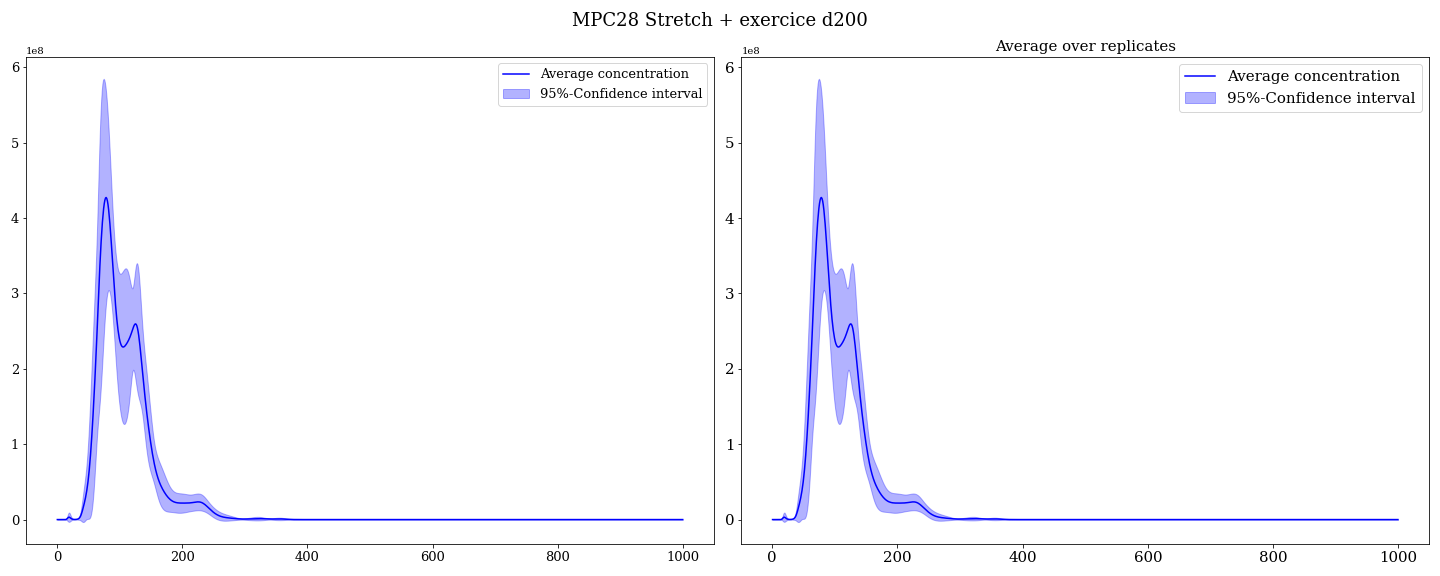 MPC28 Stretch + exercice d200
1e8
6
5
4
3
2
1
0
0 200 400 600 800 1000
Average concentration
95%-Confidence interval
Average over replicates
1e8
6
5
4
3
2
1
0
0 200 400 600 800 1000
Average concentration
95%-Confidence interval